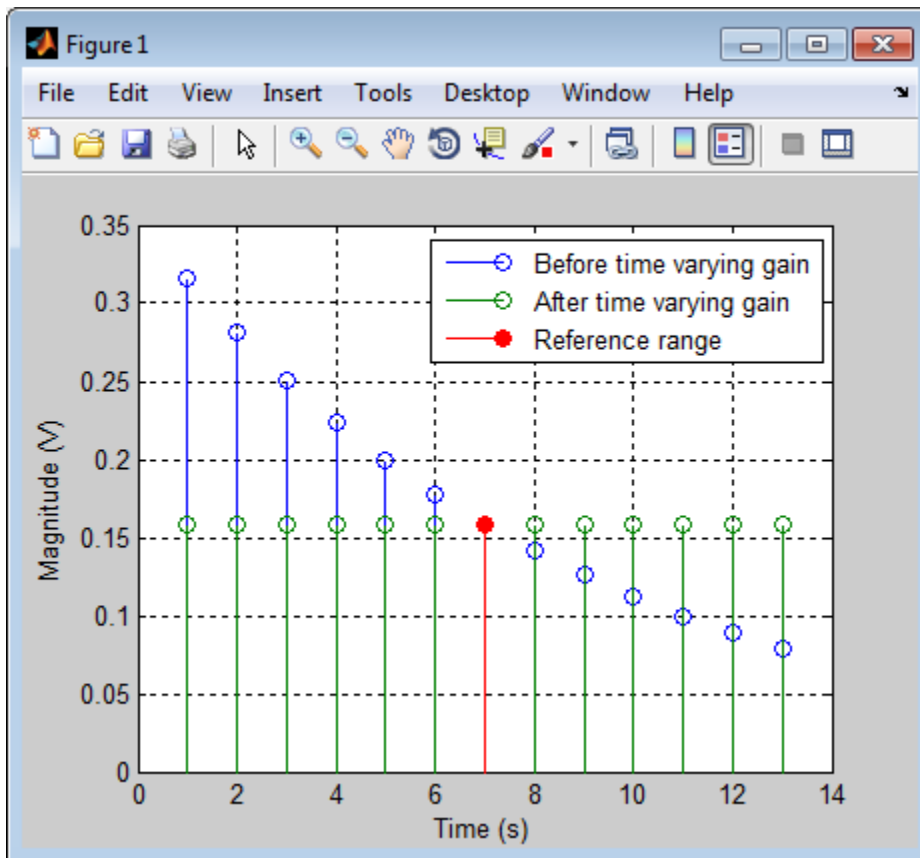 Figure 1
File Edit View Insert Tools Desktop Window Help
0.35
0.3
0.25
0.2
0.15
0.1
0.05
0
Magnitude (V)
Before time varying gain
After time varying gain
Reference range
0 2 4 6 8 10 12 14
Time (s)